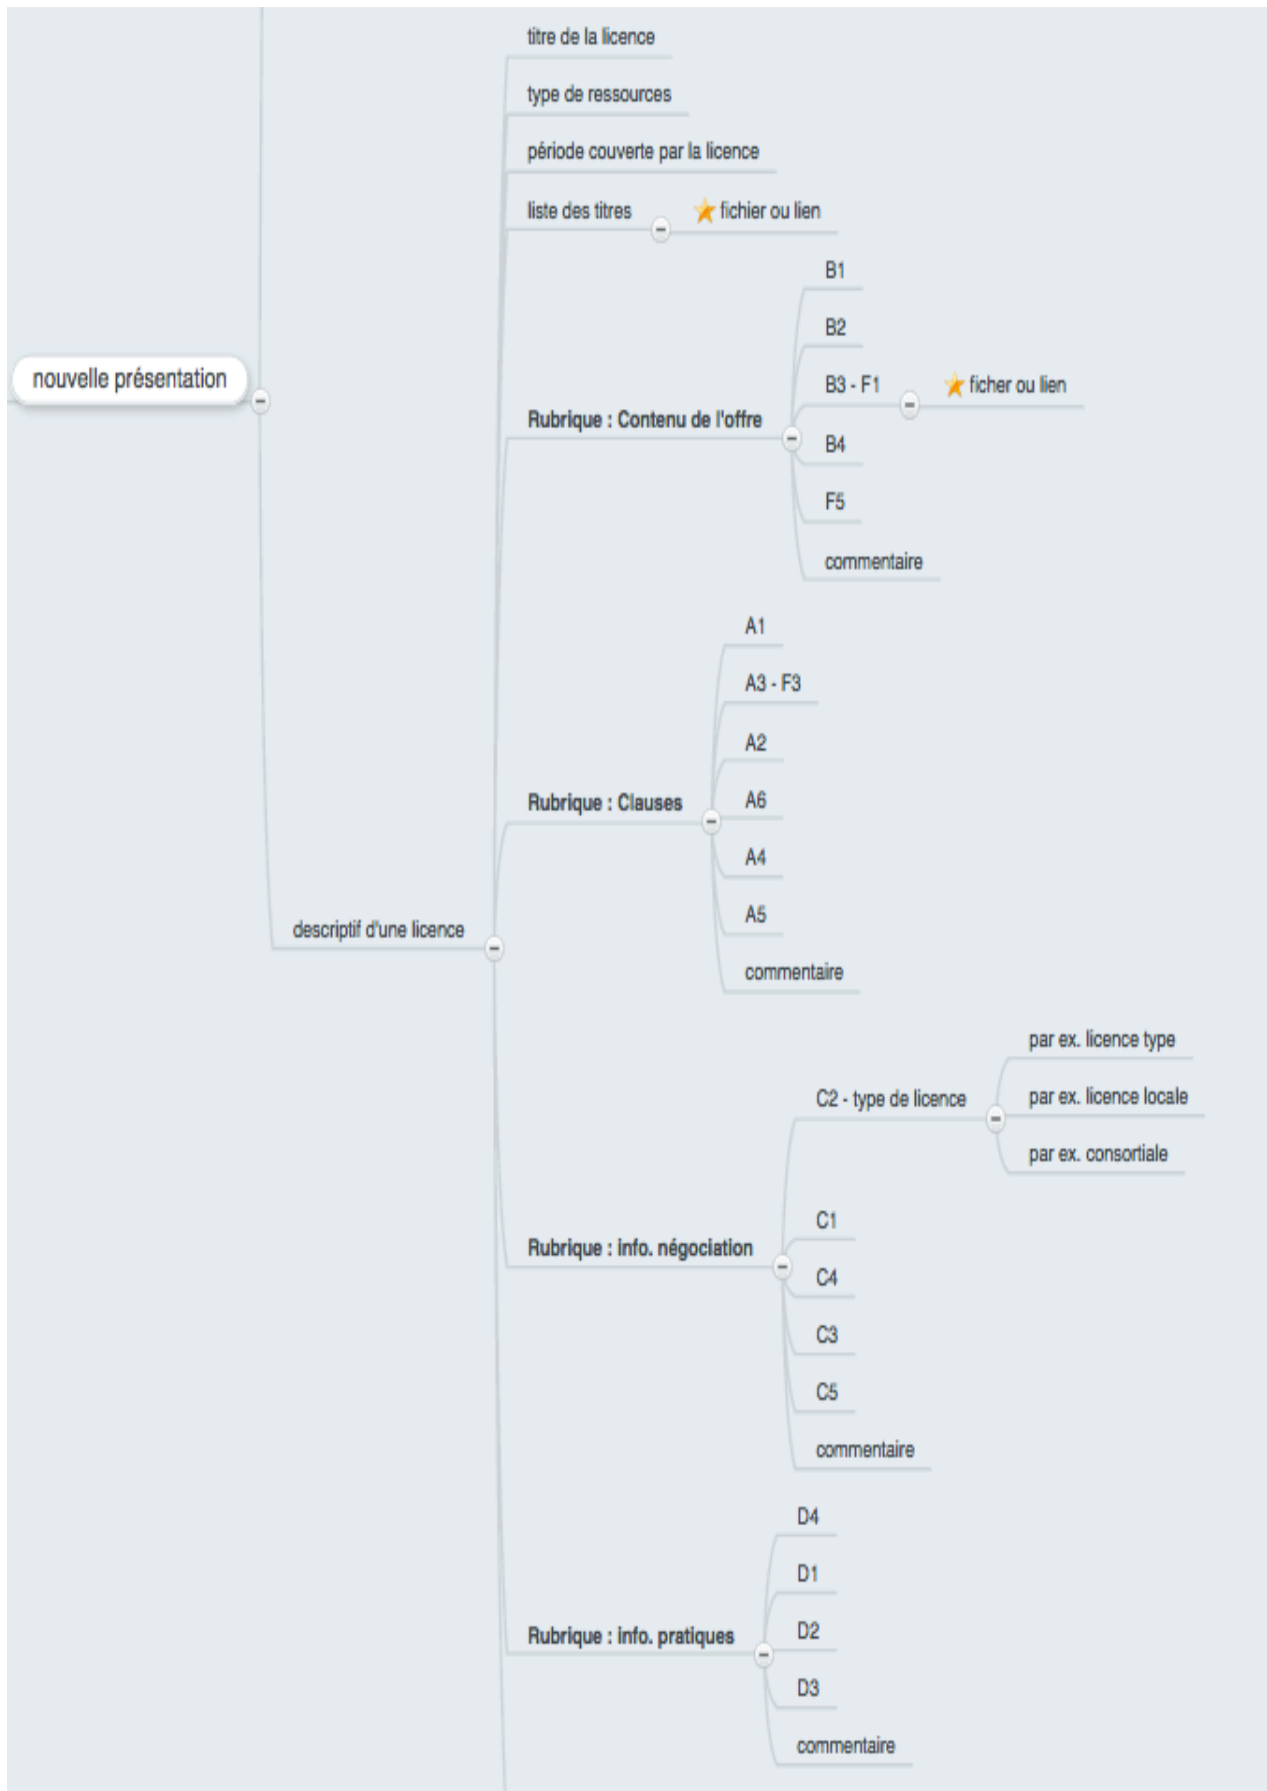 titre de la licence
type de ressources
période couverte par la licence
liste des titres
fichier ou lien
B1
B2
nouvelle présentation
B3 - F1
ficher ou lien
Rubrique : Contenu de l'offre
B4
F5
commentaire
A1
A3 - F3
A2
Rubrique : Clauses
A6
A4
A5
descriptif d'une licence
commentaire
par ex. licence type
C2 - type de licence
par ex. licence locale
par ex. consortiale
C1
Rubrique : info. négociation
C4
C3
C5
commentaire
D4
D1
Rubrique : info. pratiques
D2
D3
commentaire